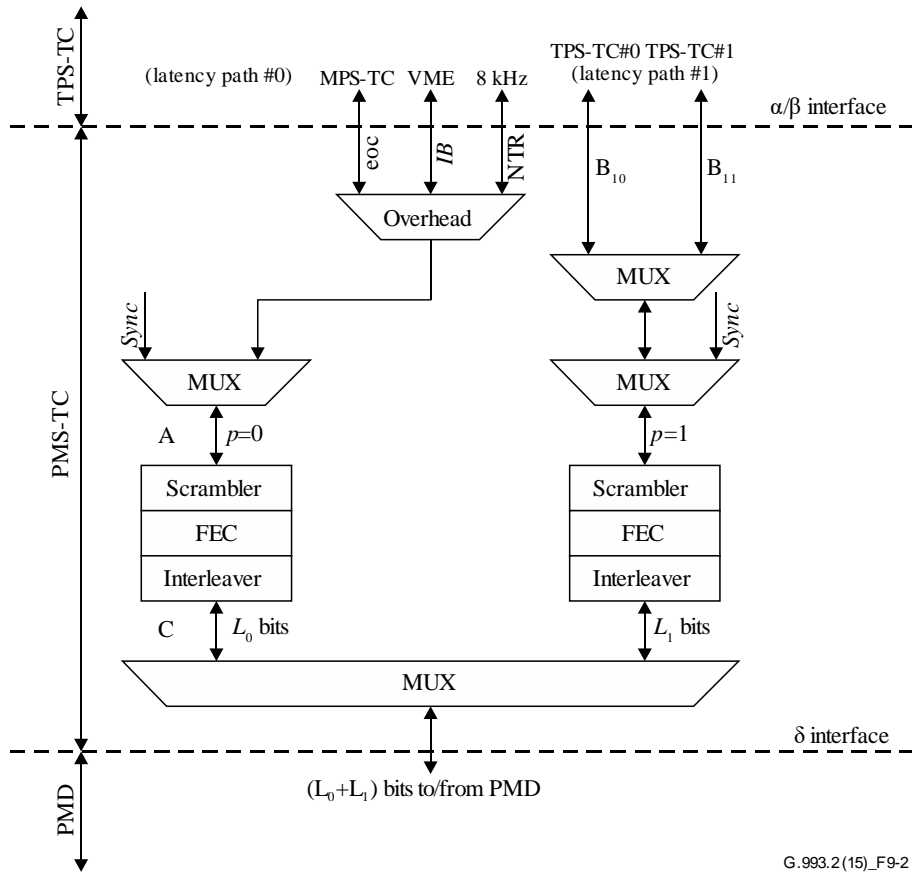 TPS-TC
(latency path #0)
MPS-TC VME 8 kHz
TPS-TC#0 TPS-TC#1
(latency path #1)
α/β interface
eoc
IB
NTR
B₁₀
B₁₁
Overhead
MUX
Sync
Sync
MUX
MUX
PMS-TC
A
p=0
p=1
Scrambler
Scrambler
FEC
FEC
Interleaver
Interleaver
C
L₀ bits
L₁ bits
MUX
δ interface
PMD
(L₀+L₁) bits to/from PMD
G.993.2(15)_F9-2